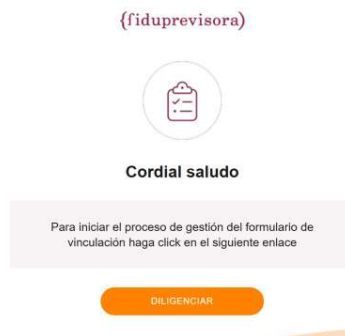 {fiduprevisora)
Cordial saludo
Para iniciar el proceso de gestión del formulario de
vinculación haga click en el siguiente enlace
DILIGENCIAR